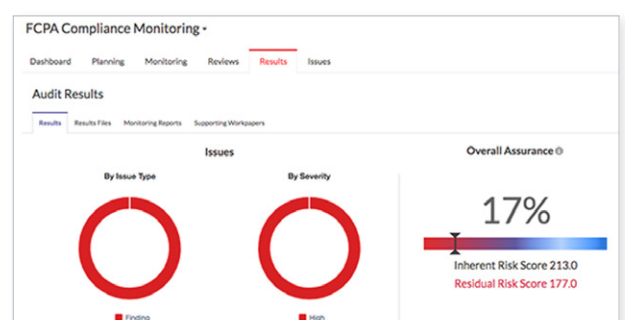 FCPA Compliance Monitoring
Dashboard Planning Monitoring Reviews Results Issues
Audit Results
Results Results Files Monitoring Reports Supporting Workpapers
Issues
Overall Assurance
By Issue Type By Severity
17%
Inherent Risk Score 213.0
Residual Risk Score 177.0
Finding High